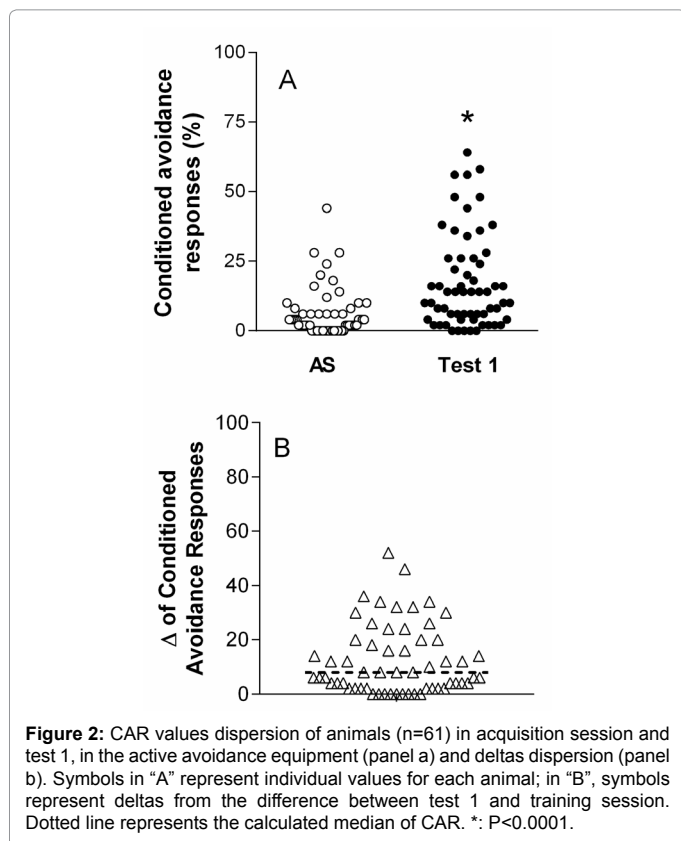 100
75
50
25
0
Conditioned avoidance
responses (%)
A
*
AS
Test 1
100
80
60
40
20
0
Δ of Conditioned
Avoidance Responses
B
Figure 2: CAR values dispersion of animals (n=61) in acquisition session and
test 1, in the active avoidance equipment (panel a) and deltas dispersion (panel
b). Symbols in “A” represent individual values for each animal; in “B”, symbols
represent deltas from the difference between test 1 and training session.
Dotted line represents the calculated median of CAR. *: P<0.0001.